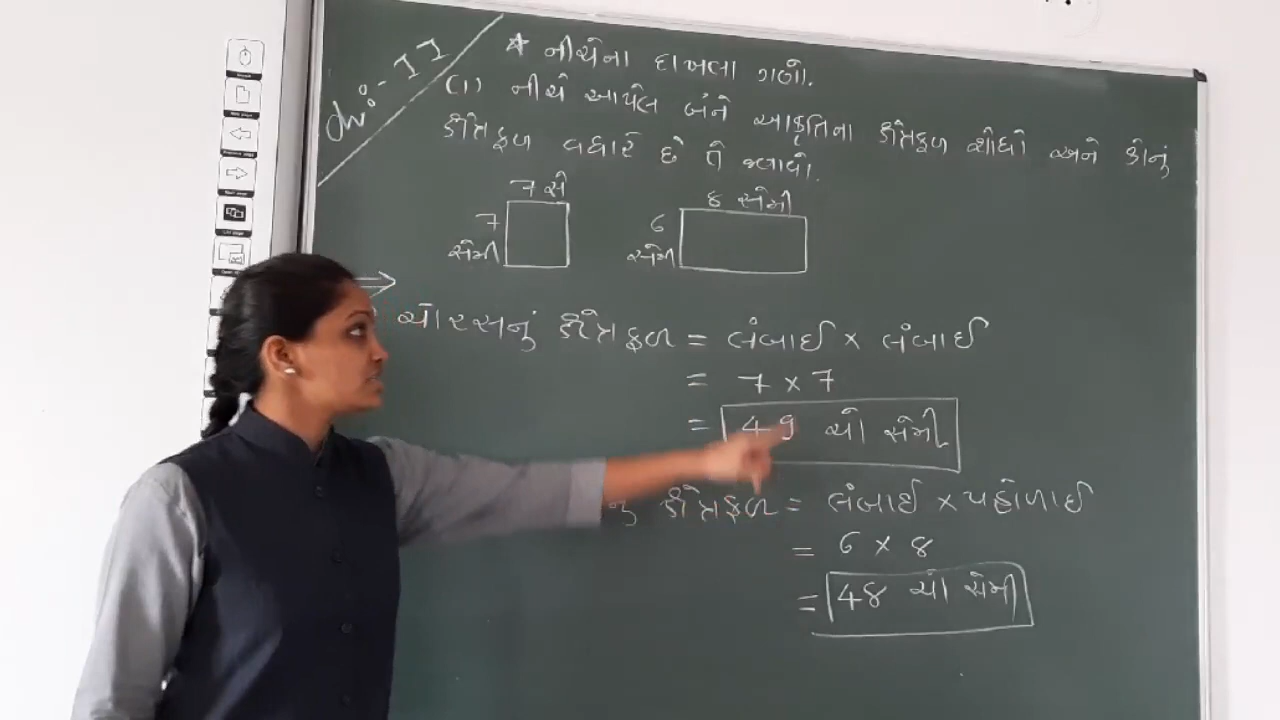 Ch:- 11
* નીચેના દાખલા ગણો.
(1) નીચે આપેલ બંને આકૃતિના ક્ષેત્રફળ શોધો અને કોનું
ક્ષેત્રફળ વધારે છે તે જણાવો.
7 સે
7
સેમી
8 સેમી
6
સેમી
ચોરસનું ક્ષેત્રફળ = લંબાઈ × લંબાઈ
= 7 × 7
= 49 ચો સેમી
નું ક્ષેત્રફળ = લંબાઈ × પહોળાઈ
= 6 × 8
= 48 ચો સેમી